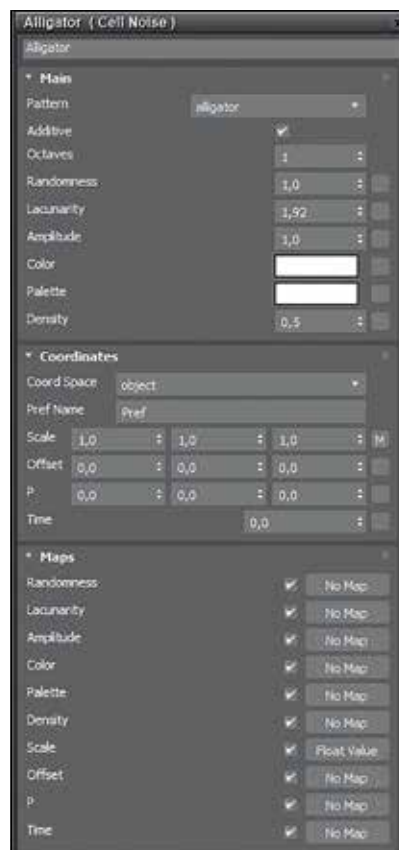 Alligator ( Cell Noise )
Alligator
Main
Pattern alligator
Additive
Octaves 1
Randomness 1,0
Lacunarity 1,92
Amplitude 1,0
Color
Palette
Density 0,5
Coordinates
Coord Space object
Pref Name Pref
Scale 1,0 1,0 1,0 M
Offset 0,0 0,0 0,0
P 0,0 0,0 0,0
Time 0,0
Maps
Randomness No Map
Lacunarity No Map
Amplitude No Map
Color No Map
Palette No Map
Density No Map
Scale Float Value
Offset No Map
P No Map
Time No Map